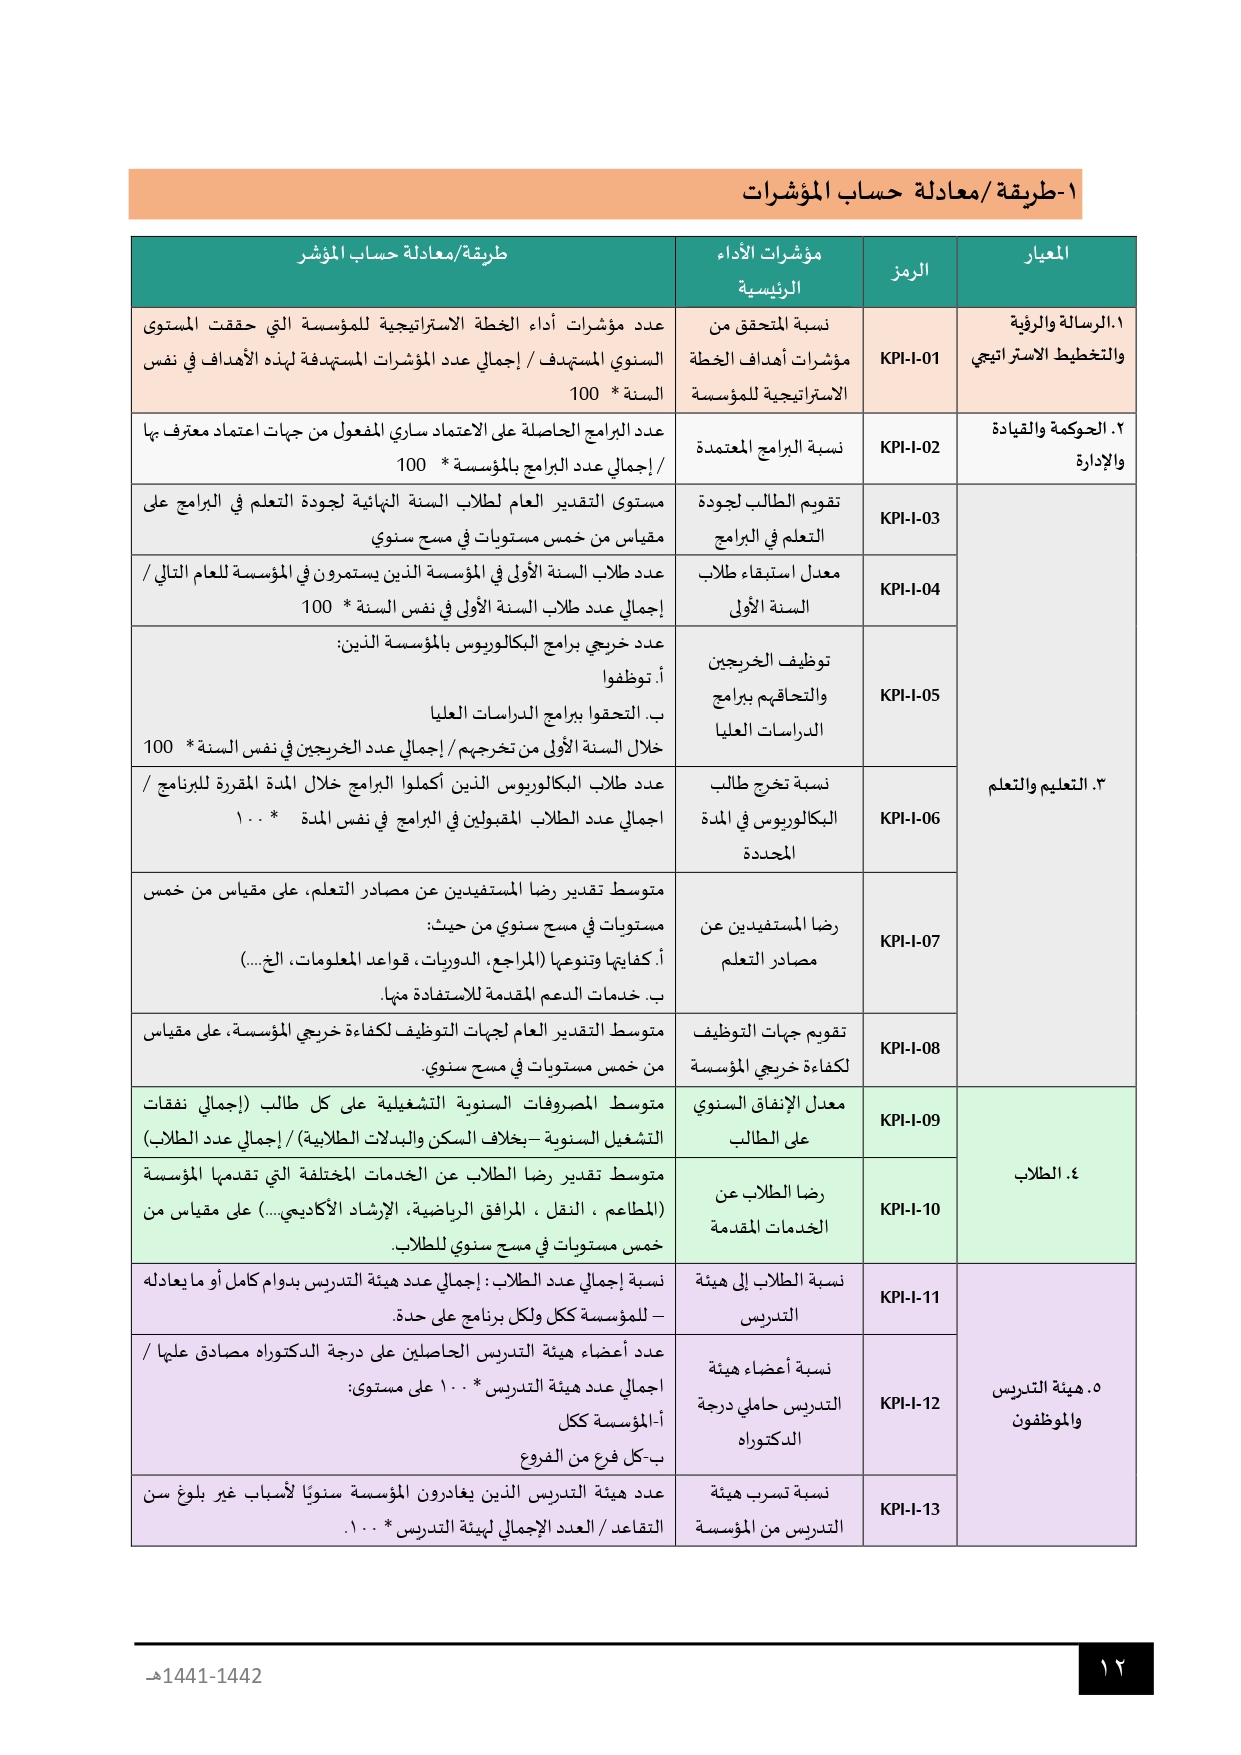 ١-طريقة /معادلة حساب المؤشرات
المعيار
الرمز
مؤشرات الأداء
الرئيسية
طريقة/معادلة حساب المؤشر
١.الرسالة والرؤية
والتخطيط الاستراتيجي
KPI-I-01
نسبة المتحقق من
مؤشرات أهداف الخطة
الاستراتيجية للمؤسسة
عدد مؤشرات أداء الخطة الاستراتيجية للمؤسسة التي حققت المستوى
السنوي المستهدف / إجمالي عدد المؤشرات المستهدفة لهذه الأهداف في نفس
السنة * 100
٢. الحوكمة والقيادة
والإدارة
KPI-I-02
نسبة البرامج المعتمدة
عدد البرامج الحاصلة على الاعتماد ساري المفعول من جهات اعتماد معترف بها
/ إجمالي عدد البرامج بالمؤسسة * 100
٣. التعليم والتعلم
KPI-I-03
تقويم الطالب لجودة
التعلم في البرامج
مستوى التقدير العام لطلاب السنة النهائية لجودة التعلم في البرامج على
مقياس من خمس مستويات في مسح سنوي
KPI-I-04
معدل استبقاء طلاب
السنة الأولى
عدد طلاب السنة الأولى في المؤسسة الذين يستمرون في المؤسسة للعام التالي /
إجمالي عدد طلاب السنة الأولى في نفس السنة * 100
KPI-I-05
توظيف الخريجين
والتحاقهم ببرامج
الدراسات العليا
عدد خريجي برامج البكالوريوس بالمؤسسة الذين:
أ. توظفوا
ب. التحقوا ببرامج الدراسات العليا
خلال السنة الأولى من تخرجهم / إجمالي عدد الخريجين في نفس السنة * 100
KPI-I-06
نسبة تخرج طالب
البكالوريوس في المدة
المحددة
عدد طلاب البكالوريوس الذين أكملوا البرامج خلال المدة المقررة للبرنامج /
اجمالي عدد الطلاب المقبولين في البرامج في نفس المدة * ١٠٠
KPI-I-07
رضا المستفيدين عن
مصادر التعلم
متوسط تقدير رضا المستفيدين عن مصادر التعلم، على مقياس من خمس
مستويات في مسح سنوي من حيث:
أ. كفايتها وتنوعها (المراجع، الدوريات، قواعد المعلومات، الخ....)
ب. خدمات الدعم المقدمة للاستفادة منها.
KPI-I-08
تقويم جهات التوظيف
لكفاءة خريجي المؤسسة
متوسط التقدير العام لجهات التوظيف لكفاءة خريجي المؤسسة، على مقياس
من خمس مستويات في مسح سنوي.
٤. الطلاب
KPI-I-09
معدل الإنفاق السنوي
على الطالب
متوسط المصروفات السنوية التشغيلية على كل طالب (إجمالي نفقات
التشغيل السنوية –بخلاف السكن والبدلات الطلابية) / إجمالي عدد الطلاب)
KPI-I-10
رضا الطلاب عن
الخدمات المقدمة
متوسط تقدير رضا الطلاب عن الخدمات المختلفة التي تقدمها المؤسسة
(المطاعم ، النقل ، المرافق الرياضية، الإرشاد الأكاديمي....) على مقياس من
خمس مستويات في مسح سنوي للطلاب.
٥. هيئة التدريس
والموظفون
KPI-I-11
نسبة الطلاب إلى هيئة
التدريس
نسبة إجمالي عدد الطلاب : إجمالي عدد هيئة التدريس بدوام كامل أو ما يعادله
– للمؤسسة ككل ولكل برنامج على حدة.
KPI-I-12
نسبة أعضاء هيئة
التدريس حاملي درجة
الدكتوراه
عدد أعضاء هيئة التدريس الحاصلين على درجة الدكتوراه مصادق عليها /
اجمالي عدد هيئة التدريس * ١٠٠ على مستوى:
أ-المؤسسة ككل
ب-كل فرع من الفروع
KPI-I-13
نسبة تسرب هيئة
التدريس من المؤسسة
عدد هيئة التدريس الذين يغادرون المؤسسة سنويًا لأسباب غير بلوغ سن
التقاعد / العدد الإجمالي لهيئة التدريس * ١٠٠.
١٢
1441-1442هـ